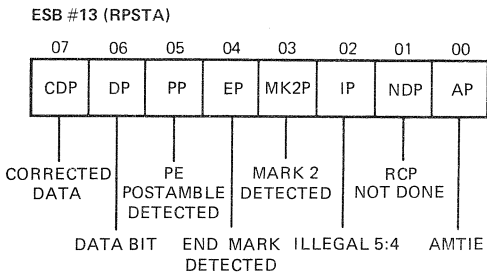 ESB #13 (RPSTA)
07 06 05 04 03 02 01 00
CDP DP PP EP MK2P IP NDP AP
CORRECTED DATA
PE POSTAMBLE DETECTED
MARK 2 DETECTED
RCP NOT DONE
DATA BIT
END MARK DETECTED
ILLEGAL 5:4
AMTIE